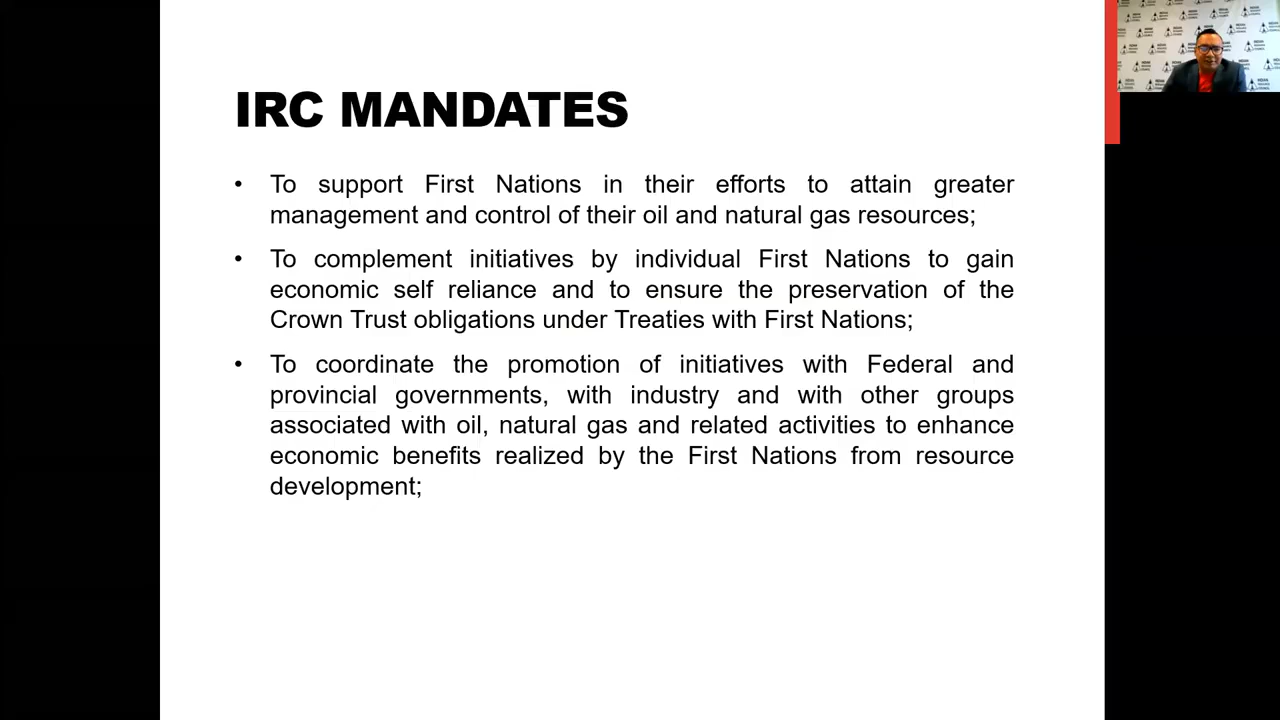 IRC MANDATES
• To support First Nations in their efforts to attain greater
management and control of their oil and natural gas resources;
• To complement initiatives by individual First Nations to gain
economic self reliance and to ensure the preservation of the
Crown Trust obligations under Treaties with First Nations;
• To coordinate the promotion of initiatives with Federal and
provincial governments, with industry and with other groups
associated with oil, natural gas and related activities to enhance
economic benefits realized by the First Nations from resource
development;